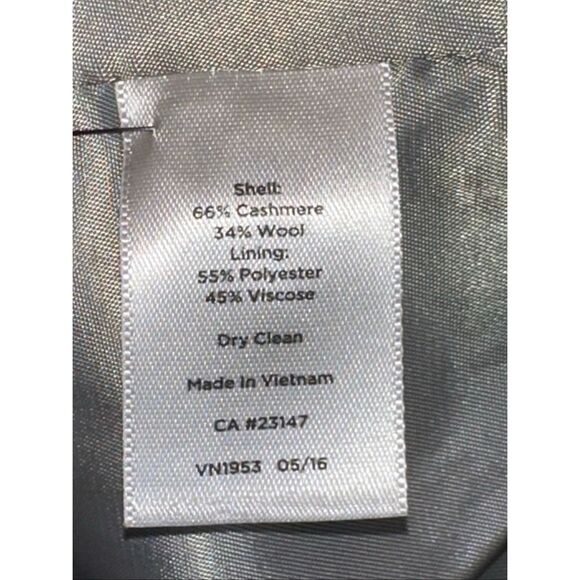 Shell:
66% Cashmere
34% Wool
Lining:
55% Polyester
45% Viscose
Dry Clean
Made in Vietnam
CA #23147
VN1953 05/16